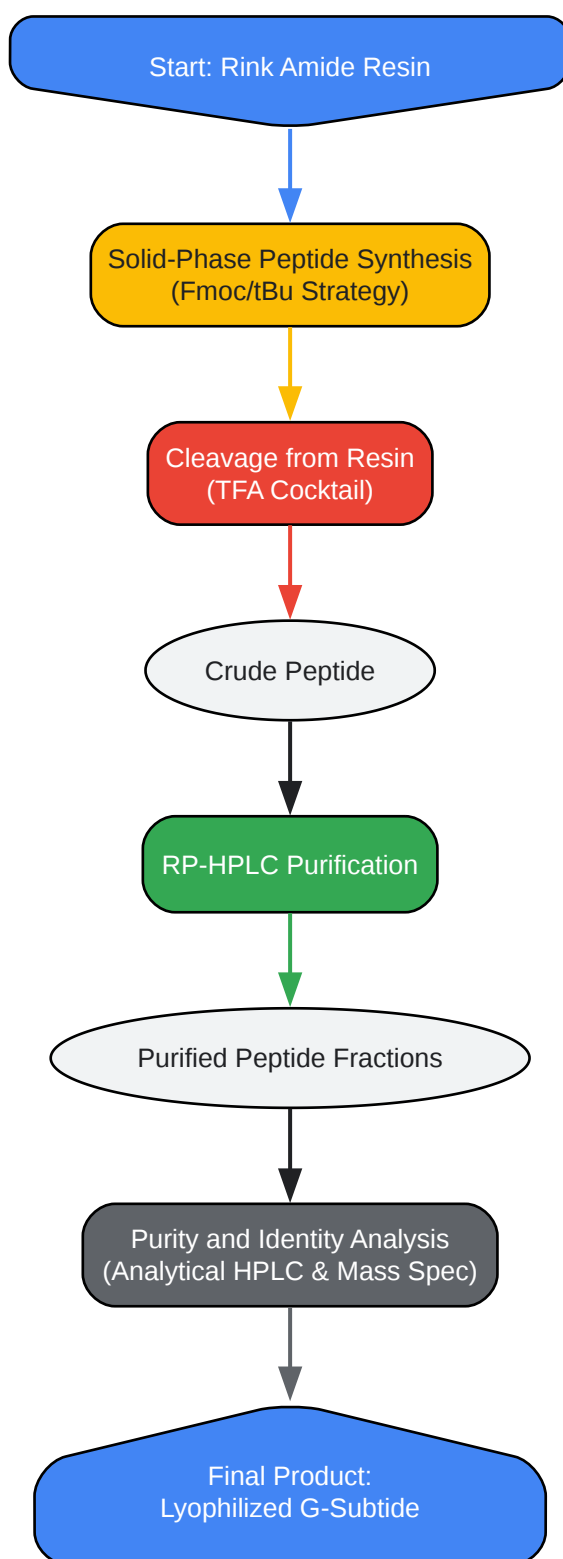 Start: Rink Amide Resin
Solid-Phase Peptide Synthesis
(Fmoc/tBu Strategy)
Cleavage from Resin
(TFA Cocktail)
Crude Peptide
RP-HPLC Purification
Purified Peptide Fractions
Purity and Identity Analysis
(Analytical HPLC & Mass Spec)
Final Product:
Lyophilized G-Subtide